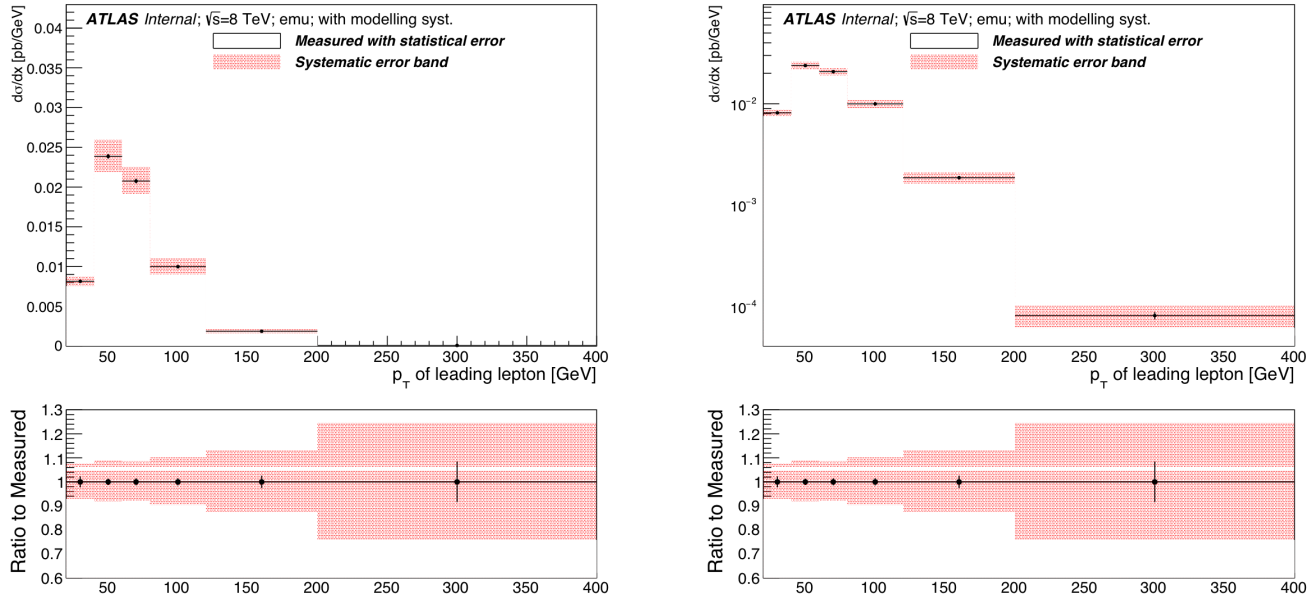 ATLAS Internal; √s=8 TeV; emu; with modelling syst.
Measured with statistical error
Systematic error band
dσ/dx [pb/GeV]
0.04
0.035
0.03
0.025
0.02
0.015
0.01
0.005
0
50 100 150 200 250 300 350 400
p_T of leading lepton [GeV]
Ratio to Measured
1.3
1.2
1.1
1
0.9
0.8
0.7
0.6
50 100 150 200 250 300 350 400
ATLAS Internal; √s=8 TeV; emu; with modelling syst.
Measured with statistical error
Systematic error band
dσ/dx [pb/GeV]
10⁻²
10⁻³
10⁻⁴
50 100 150 200 250 300 350 400
p_T of leading lepton [GeV]
Ratio to Measured
1.3
1.2
1.1
1
0.9
0.8
0.7
0.6
50 100 150 200 250 300 350 400